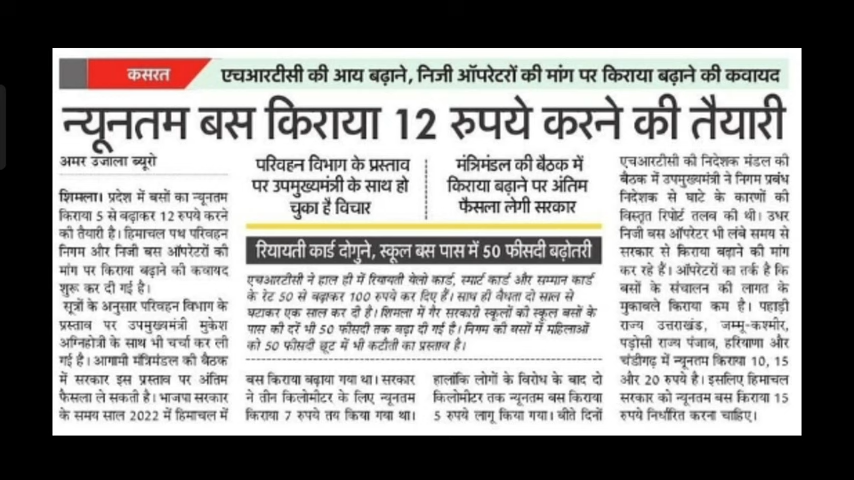 कसरत
एचआरटीसी की आय बढ़ाने, निजी ऑपरेटरों की मांग पर किराया बढ़ाने की कवायद
न्यूनतम बस किराया 12 रुपये करने की तैयारी
अमर उजाला ब्यूरो
शिमला। प्रदेश में बसों का न्यूनतम
किराया 5 से बढ़ाकर 12 रुपये करने
की तैयारी है। हिमाचल पथ परिवहन
निगम और निजी बस ऑपरेटरों की
मांग पर किराया बढ़ाने की कवायद
शुरू कर दी गई है।
सूत्रों के अनुसार परिवहन विभाग के
प्रस्ताव पर उपमुख्यमंत्री मुकेश
अग्निहोत्री के साथ भी चर्चा कर ली
गई है। आगामी मंत्रिमंडल की बैठक
में सरकार इस प्रस्ताव पर अंतिम
फैसला ले सकती है। भाजपा सरकार
के समय साल 2022 में हिमाचल में
परिवहन विभाग के प्रस्ताव
पर उपमुख्यमंत्री के साथ हो
चुका है विचार
मंत्रिमंडल की बैठक में
किराया बढ़ाने पर अंतिम
फैसला लेगी सरकार
रियायती कार्ड दोगुने, स्कूल बस पास में 50 फीसदी बढ़ोतरी
एचआरटीसी ने हाल ही में रियायती येलो कार्ड, स्मार्ट कार्ड और सम्मान कार्ड
के रेट 50 से बढ़ाकर 100 रुपये कर दिए हैं। साथ ही वैधता दो साल से
घटाकर एक साल कर दी है। शिमला में गैर सरकारी स्कूलों की स्कूल बसों के
पास की दरें भी 50 फीसदी तक बढ़ा दी गई है। निगम की बसों में महिलाओं
को 50 फीसदी छूट में भी कटौती का प्रस्ताव है।
बस किराया बढ़ाया गया था। सरकार
ने तीन किलोमीटर के लिए न्यूनतम
किराया 7 रुपये तय किया गया था।
हालांकि लोगों के विरोध के बाद दो
किलोमीटर तक न्यूनतम बस किराया
5 रुपये लागू किया गया। बीते दिनों
एचआरटीसी की निदेशक मंडल की
बैठक में उपमुख्यमंत्री ने निगम प्रबंध
निदेशक से घाटे के कारणों की
विस्तृत रिपोर्ट तलब की थी। उधर
निजी बस ऑपरेटर भी लंबे समय से
सरकार से किराया बढ़ाने की मांग
कर रहे हैं। ऑपरेटरों का तर्क है कि
बसों के संचालन की लागत के
मुकाबले किराया कम है। पहाड़ी
राज्य उत्तराखंड, जम्मू-कश्मीर,
पड़ोसी राज्य पंजाब, हरियाणा और
चंडीगढ़ में न्यूनतम किराया 10, 15
और 20 रुपये है। इसलिए हिमाचल
सरकार को न्यूनतम बस किराया 15
रुपये निर्धारित करना चाहिए।